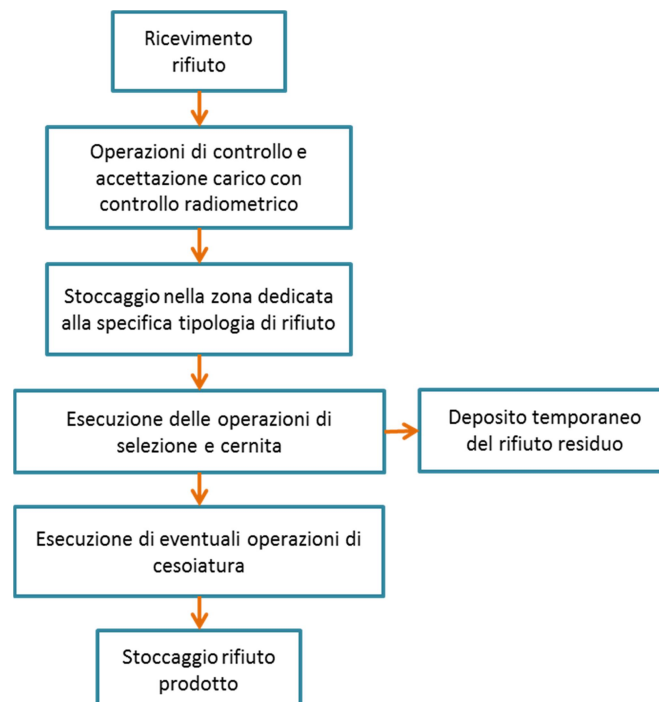 Ricevimento
rifiuto
Operazioni di controllo e
accettazione carico con
controllo radiometrico
Stoccaggio nella zona dedicata
alla specifica tipologia di rifiuto
Esecuzione delle operazioni di
selezione e cernita
Deposito temporaneo
del rifiuto residuo
Esecuzione di eventuali operazioni di
cesoiatura
Stoccaggio rifiuto
prodotto